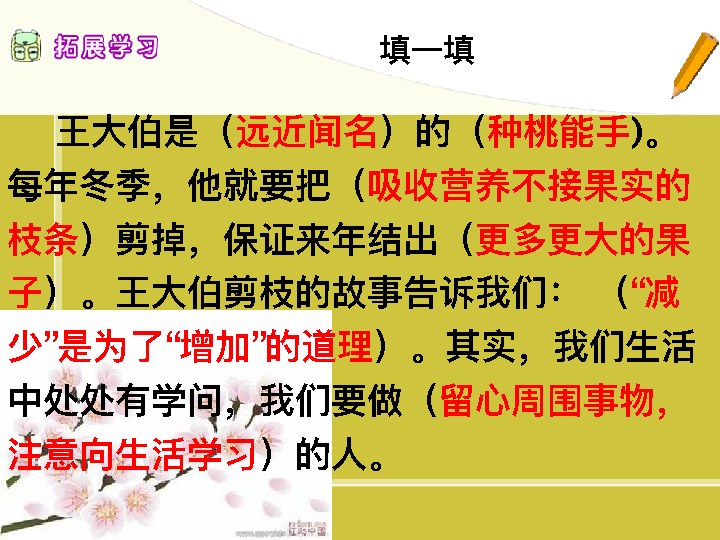 拓展学习
填一填
王大伯是（远近闻名）的（种桃能手)。
每年冬季，他就要把（吸收营养不接果实的
枝条）剪掉，保证来年结出（更多更大的果
子）。王大伯剪枝的故事告诉我们： （“减
少”是为了“增加”的道理）。其实，我们生活
中处处有学问，我们要做（留心周围事物，
注意向生活学习）的人。
红动中国